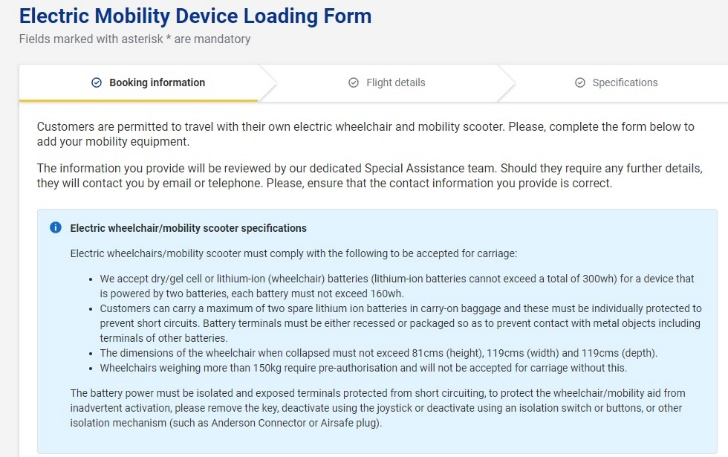 Electric Mobility Device Loading Form
Fields marked with asterisk * are mandatory
Booking information
Flight details
Specifications
Customers are permitted to travel with their own electric wheelchair and mobility scooter. Please, complete the form below to
add your mobility equipment.
The information you provide will be reviewed by our dedicated Special Assistance team. Should they require any further details,
they will contact you by email or telephone. Please, ensure that the contact information you provide is correct.
Electric wheelchair/mobility scooter specifications
Electric wheelchairs/mobility scooter must comply with the following to be accepted for carriage:
• We accept dry/gel cell or lithium-ion (wheelchair) batteries (lithium-ion batteries cannot exceed a total of 300wh) for a device that
is powered by two batteries, each battery must not exceed 160wh.
• Customers can carry a maximum of two spare lithium ion batteries in carry-on baggage and these must be individually protected to
prevent short circuits. Battery terminals must be either recessed or packaged so as to prevent contact with metal objects including
terminals of other batteries.
• The dimensions of the wheelchair when collapsed must not exceed 81cms (height), 119cms (width) and 119cms (depth).
• Wheelchairs weighing more than 150kg require pre-authorisation and will not be accepted for carriage without this.
The battery power must be isolated and exposed terminals protected from short circuiting, to protect the wheelchair/mobility aid from
inadvertent activation, please remove the key, deactivate using the joystick or deactivate using an isolation switch or buttons, or other
isolation mechanism (such as Anderson Connector or Airsafe plug).